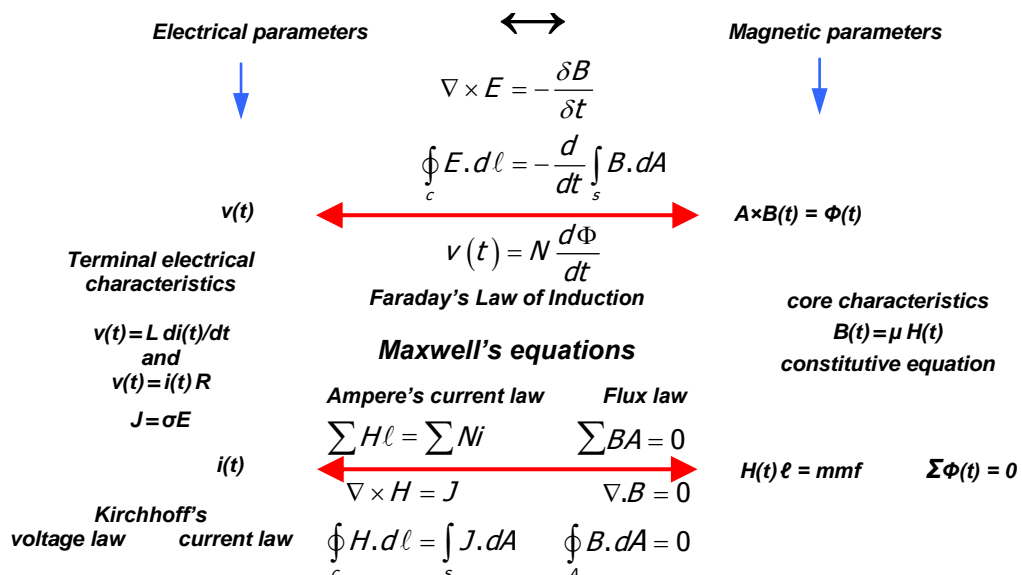 Electrical parameters ↔ Magnetic parameters
∇ × E = − δB/δt
∮c E.dℓ = − d/dt ∫s B.dA
v(t) A×B(t) = Φ(t)
v(t) = N dΦ/dt
Terminal electrical
characteristics
Faraday's Law of Induction
core characteristics
B(t)=μ H(t)
constitutive equation
v(t)=L di(t)/dt
and
v(t)=i(t) R
J=σE
Maxwell's equations
Ampere's current law Flux law
∑Hℓ = ∑Ni ∑BA = 0
i(t) H(t)ℓ = mmf ΣΦ(t) = 0
∇ × H = J ∇.B = 0
Kirchhoff's
voltage law current law
∮c H.dℓ = ∫s J.dA ∮A B.dA = 0